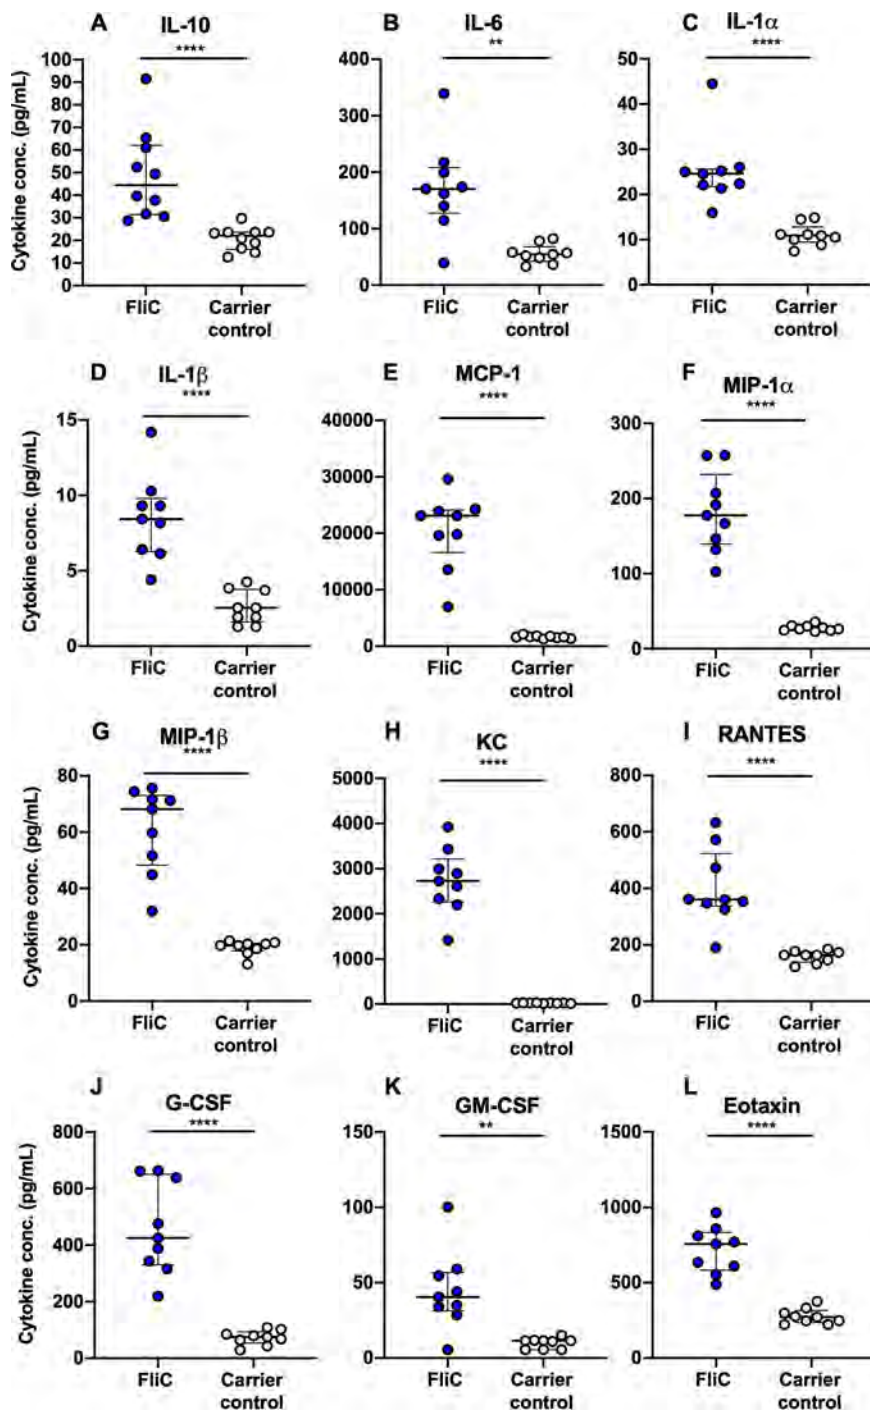 A IL-10
****
Cytokine conc. (pg/mL)
100
90
80
70
60
50
40
30
20
10
0
FliC Carrier
control
B IL-6
**
400
300
200
100
0
FliC Carrier
control
C IL-1α
****
50
40
30
20
10
0
FliC Carrier
control
D IL-1β
****
Cytokine conc. (pg/mL)
15
10
5
0
FliC Carrier
control
E MCP-1
****
40000
30000
20000
10000
0
FliC Carrier
control
F MIP-1α
****
300
200
100
0
FliC Carrier
control
G MIP-1β
****
Cytokine conc. (pg/mL)
80
60
40
20
0
FliC Carrier
control
H KC
****
5000
4000
3000
2000
1000
0
FliC Carrier
control
I RANTES
****
800
600
400
200
0
FliC Carrier
control
J G-CSF
****
Cytokine conc. (pg/mL)
800
600
400
200
0
FliC Carrier
control
K GM-CSF
**
150
100
50
0
FliC Carrier
control
L Eotaxin
****
1500
1000
500
0
FliC Carrier
control